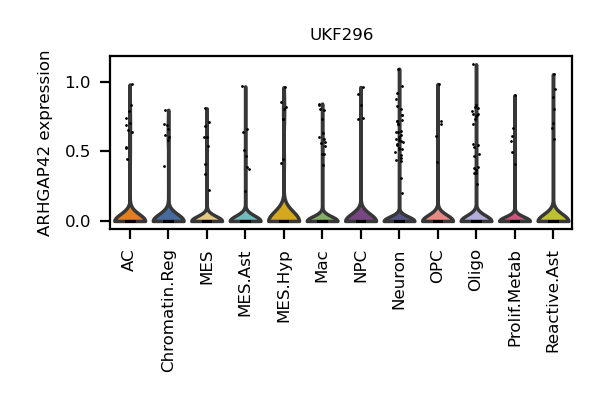 UKF296
ARHGAP42 expression
1.0
0.5
0.0
AC
Chromatin.Reg
MES
MES.Ast
MES.Hyp
Mac
NPC
Neuron
OPC
Oligo
Prolif.Metab
Reactive.Ast